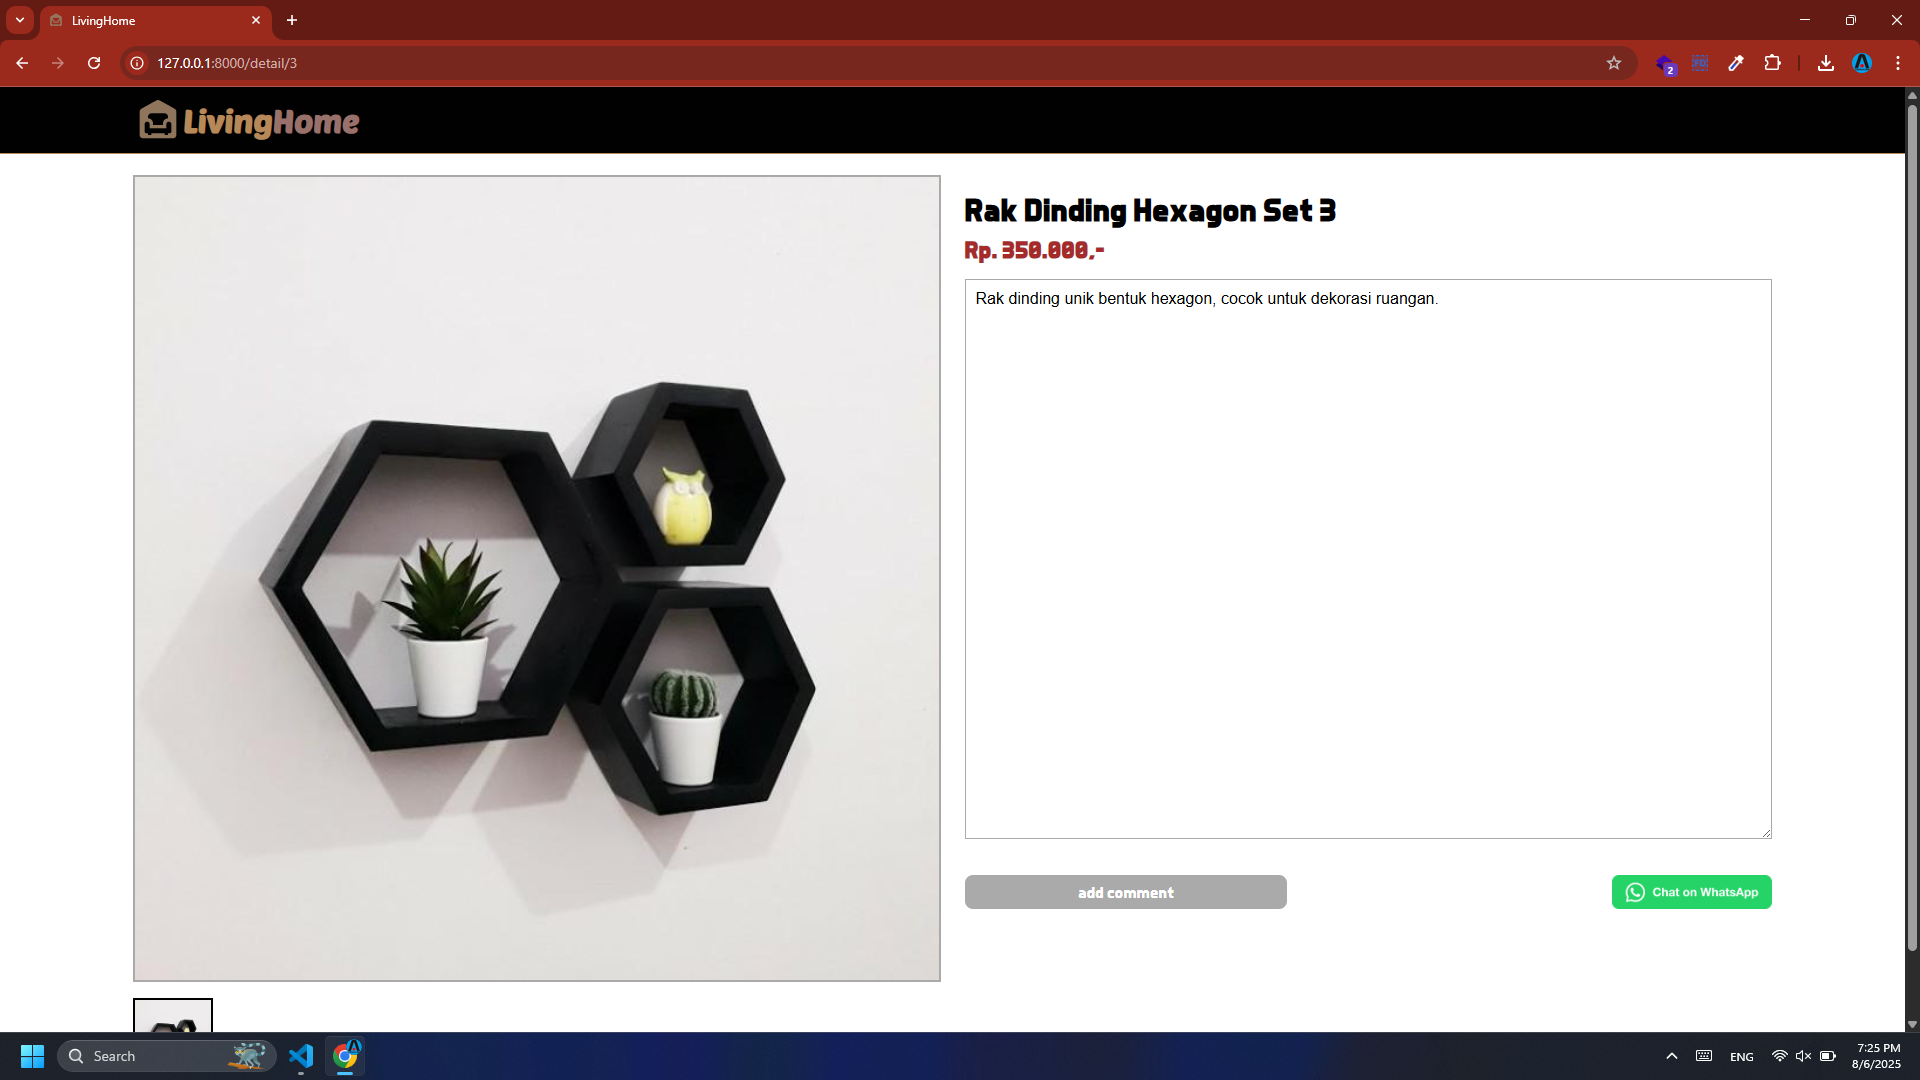 LivingHome
127.0.0.1:8000/detail/3
2
LivingHome
Rak Dinding Hexagon Set 3
Rp. 350.000,-
Rak dinding unik bentuk hexagon, cocok untuk dekorasi ruangan.
add comment
Chat on WhatsApp
Search
ENG
7:25 PM
8/6/2025